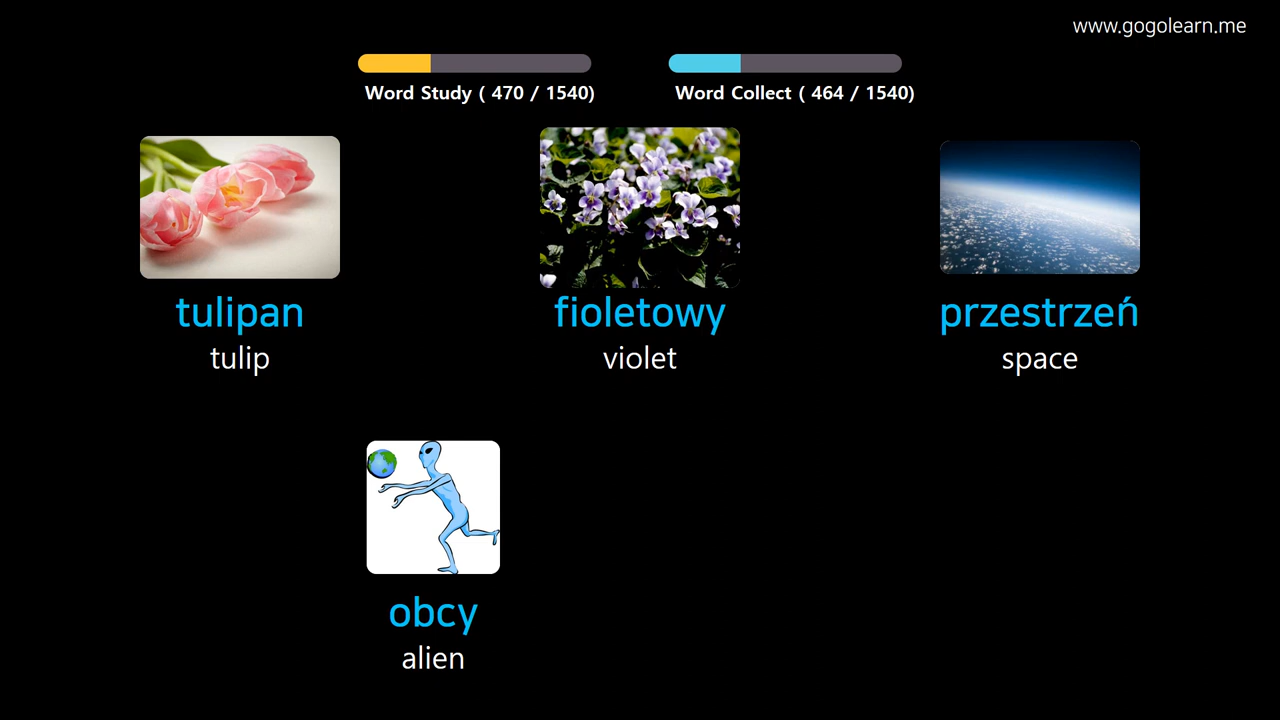 www.gogolearn.me
Word Study ( 470 / 1540)
Word Collect ( 464 / 1540)
tulipan
tulip
fioletowy
violet
przestrzeń
space
obcy
alien